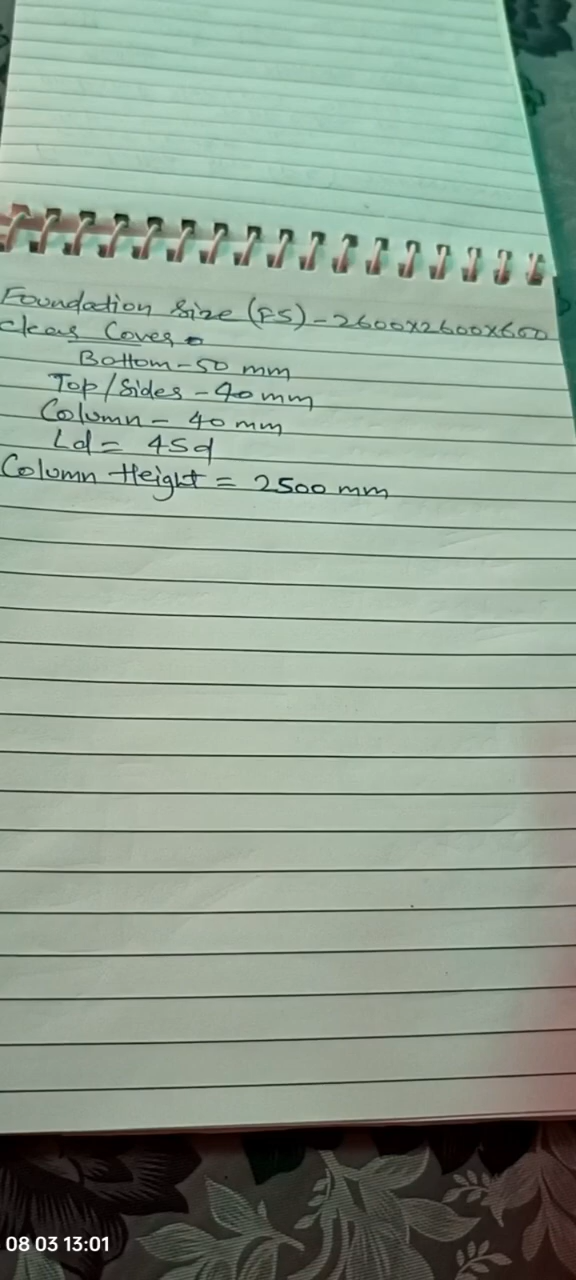 Foundation Size (FS) - 2600x2600x600
Clear Cover
Bottom - 50 mm
Top/Sides - 40 mm
Column - 40 mm
Ld = 45d
Column Height = 2500 mm
08 03 13:01